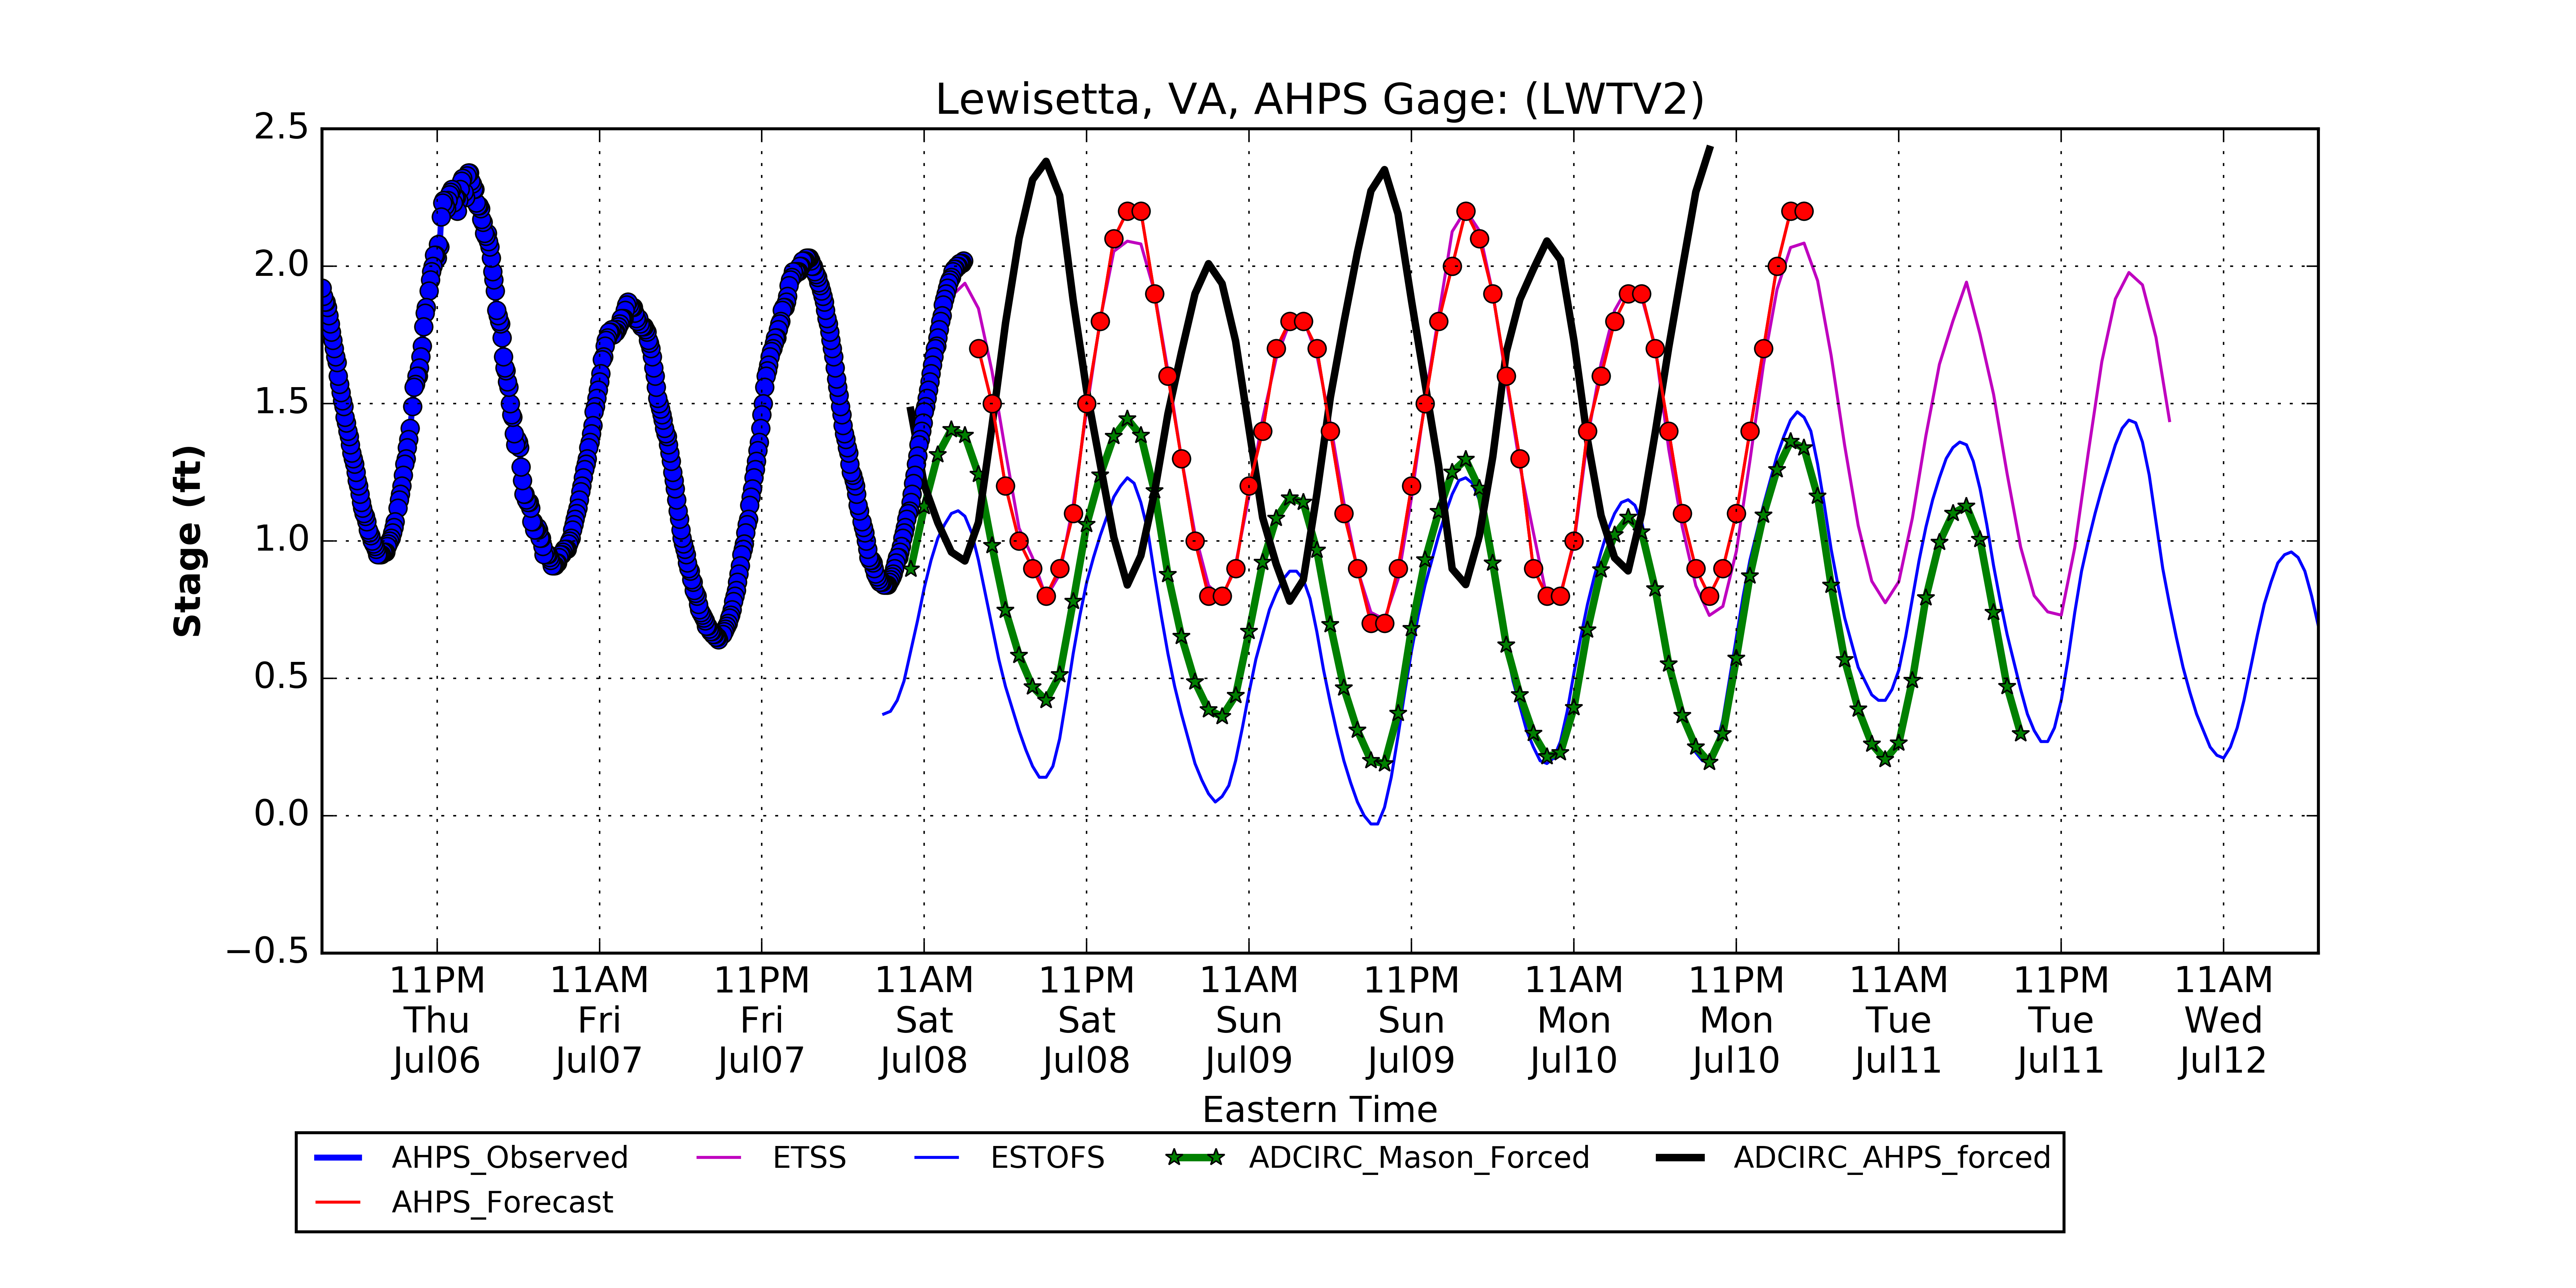 Lewisetta, VA, AHPS Gage: (LWTV2)
2.5
2.0
1.5
1.0
0.5
0.0
−0.5
Stage (ft)
11PM 11AM 11PM 11AM 11PM 11AM 11PM 11AM 11PM 11AM 11PM 11AM
Thu Fri Fri Sat Sat Sun Sun Mon Mon Tue Tue Wed
Jul06 Jul07 Jul07 Jul08 Jul08 Jul09 Jul09 Jul10 Jul10 Jul11 Jul11 Jul12
Eastern Time
AHPS_Observed ETSS ESTOFS ADCIRC_Mason_Forced ADCIRC_AHPS_forced
AHPS_Forecast